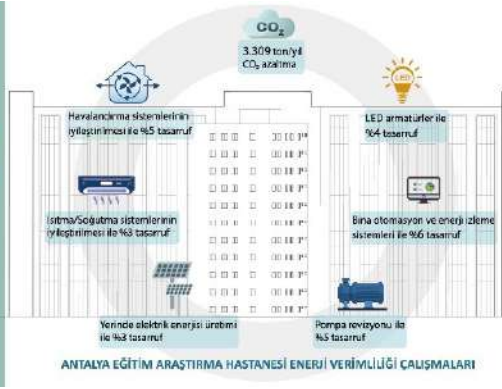 CO₂
3.309 ton/yıl
CO₂ azaltma
LED
Havalandırma sistemlerinin
iyileştirilmesi ile %5 tasarruf
LED armatürler ile
%4 tasarruf
Isıtma/Soğutma sistemlerinin
iyileştirilmesi ile %3 tasarruf
Bina otomasyon ve enerji izleme
sistemleri ile %6 tasarruf
Yerinde elektrik enerjisi üretimi
ile %3 tasarruf
Pompa revizyonu ile
%5 tasarruf
ANTALYA EĞİTİM ARAŞTIRMA HASTANESİ ENERJİ VERİMLİLİĞİ ÇALIŞMALARI